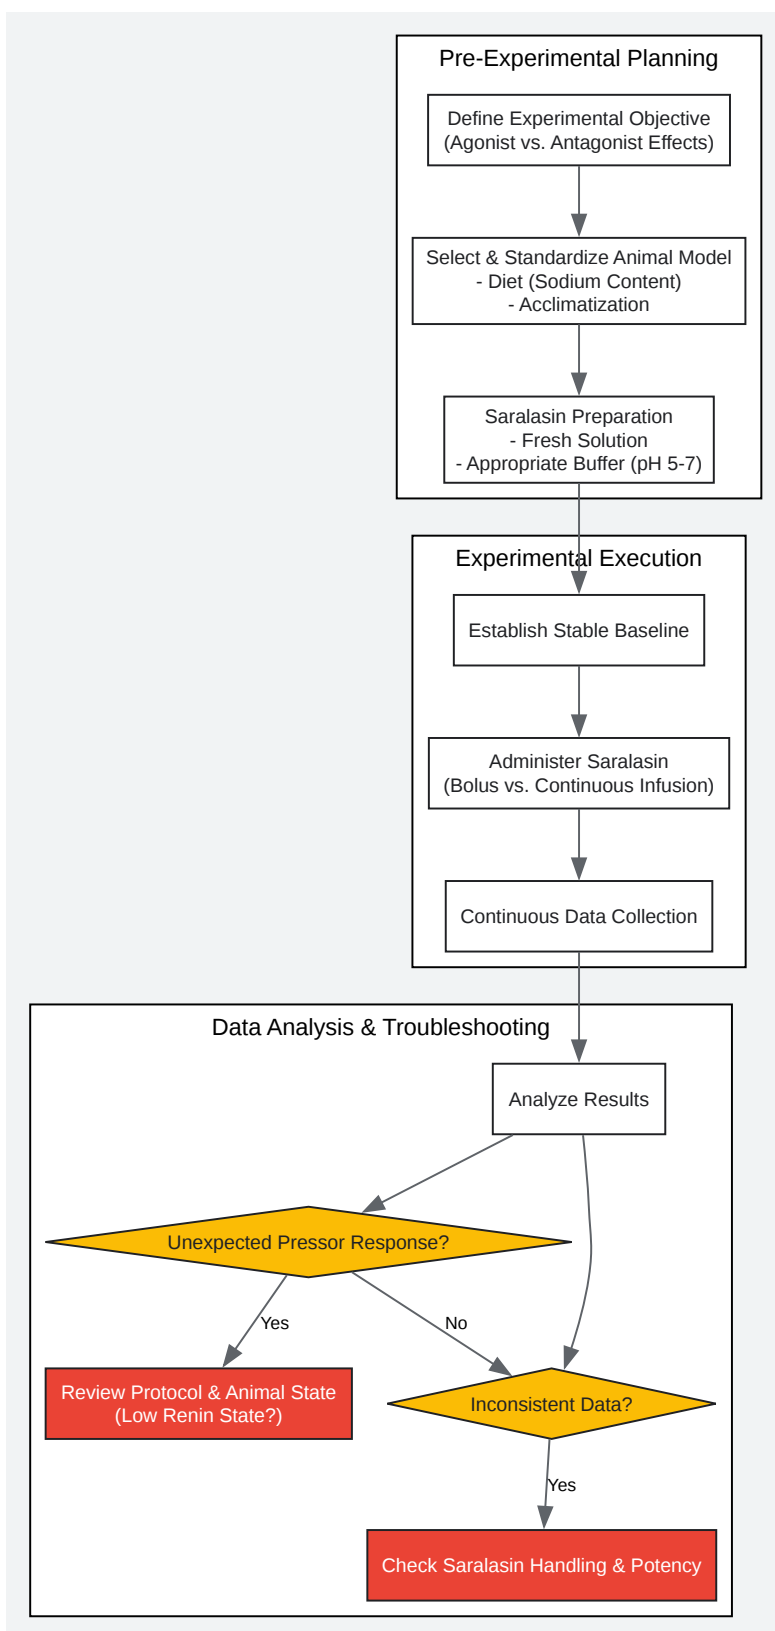 Pre-Experimental Planning
Define Experimental Objective
(Agonist vs. Antagonist Effects)
Select & Standardize Animal Model
- Diet (Sodium Content)
- Acclimatization
Saralasin Preparation
- Fresh Solution
- Appropriate Buffer (pH 5-7)
Experimental Execution
Establish Stable Baseline
Administer Saralasin
(Bolus vs. Continuous Infusion)
Continuous Data Collection
Data Analysis & Troubleshooting
Analyze Results
Unexpected Pressor Response?
Yes
No
Review Protocol & Animal State
(Low Renin State?)
Inconsistent Data?
Yes
Check Saralasin Handling & Potency